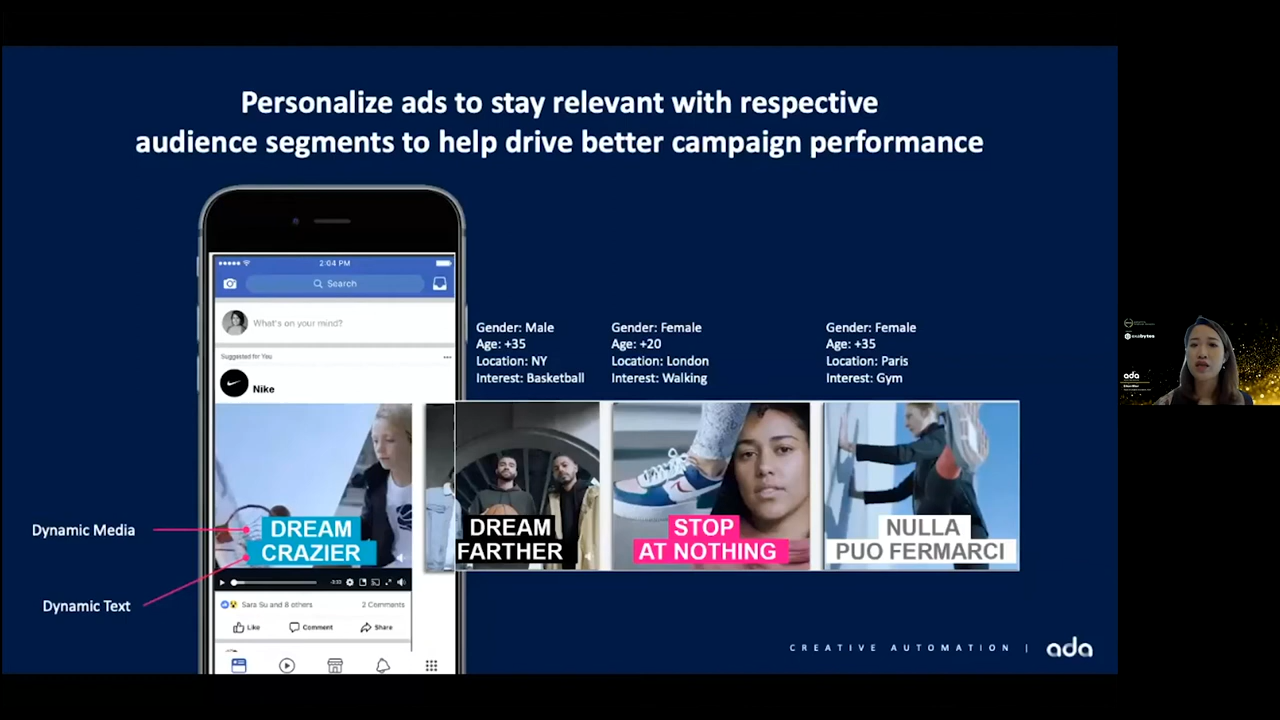 Personalize ads to stay relevant with respective
audience segments to help drive better campaign performance
2:04 PM
Search
What's on your mind?
Suggested for You
Nike
Gender: Male
Age: +35
Location: NY
Interest: Basketball
Gender: Female
Age: +20
Location: London
Interest: Walking
Gender: Female
Age: +35
Location: Paris
Interest: Gym
Dynamic Media
Dynamic Text
DREAM
CRAZIER
DREAM
FARTHER
STOP
AT NOTHING
NULLA
PUO FERMARCI
Sara Su and 8 others
2 Comments
Like
Comment
Share
CREATIVE AUTOMATION |
ada
exabytes
ada